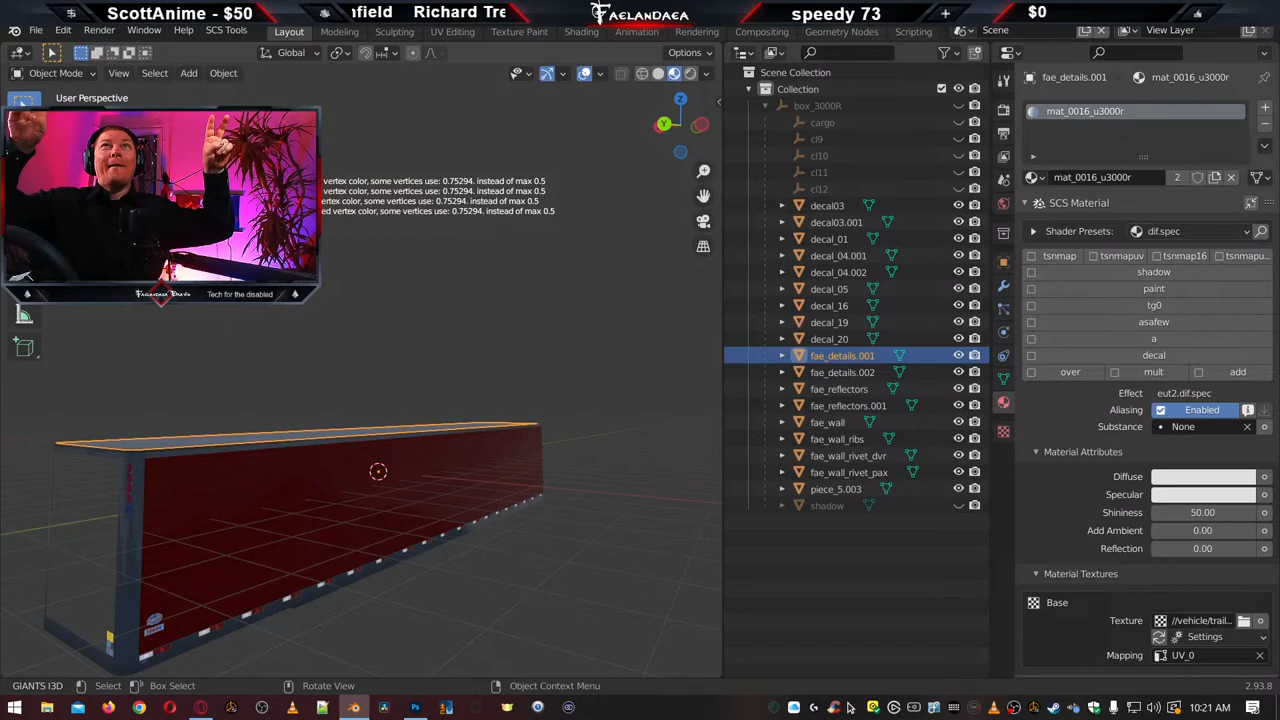 ScottAnime - $50
nfield Richard Tre
FAELANDAEA
speedy 73
$0
File Edit Render Window Help SCS Tools
Layout Modeling Sculpting UV Editing Texture Paint Shading Animation Rendering Compositing Geometry Nodes Scripting
Scene
View Layer
Global
Options
Object Mode View Select Add Object
User Perspective
Z
Y
vertex color, some vertices use: 0.75294. instead of max 0.5
vertex color, some vertices use: 0.75294. instead of max 0.5
ertex color, some vertices use: 0.75294. instead of max 0.5
ed vertex color, some vertices use: 0.75294. instead of max 0.5
Faelandaea Dravin
Tech for the disabled
Scene Collection
Collection
box_3000R
cargo
cl9
cl10
cl11
cl12
decal03
decal03.001
decal_01
decal_04.001
decal_04.002
decal_05
decal_16
decal_19
decal_20
fae_details.001
fae_details.002
fae_reflectors
fae_reflectors.001
fae_wall
fae_wall_ribs
fae_wall_rivet_dvr
fae_wall_rivet_pax
piece_5.003
shadow
fae_details.001 mat_0016_u3000r
mat_0016_u3000r
mat_0016_u3000r 2
SCS Material
Shader Presets: dif.spec
tsnmap tsnmapuv tsnmap16 tsnmapu...
shadow
paint
tg0
asafew
a
decal
over mult add
Effect eut2.dif.spec
Aliasing Enabled
Substance None
Material Attributes
Diffuse
Specular
Shininess 50.00
Add Ambient 0.00
Reflection 0.00
Material Textures
Base
Texture //vehicle/trail...
Settings
Mapping UV_0
GIANTS I3D Select Box Select Rotate View Object Context Menu 2.93.8
10:21 AM